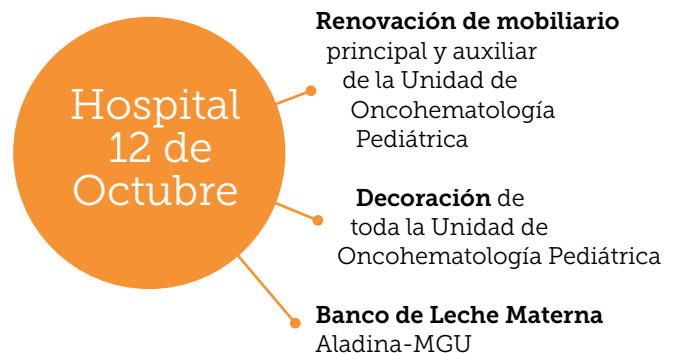 Hospital
12 de
Octubre
Renovación de mobiliario
principal y auxiliar
de la Unidad de
Oncohematología
Pediátrica
Decoración de
toda la Unidad de
Oncohematología Pediátrica
Banco de Leche Materna
Aladina-MGU